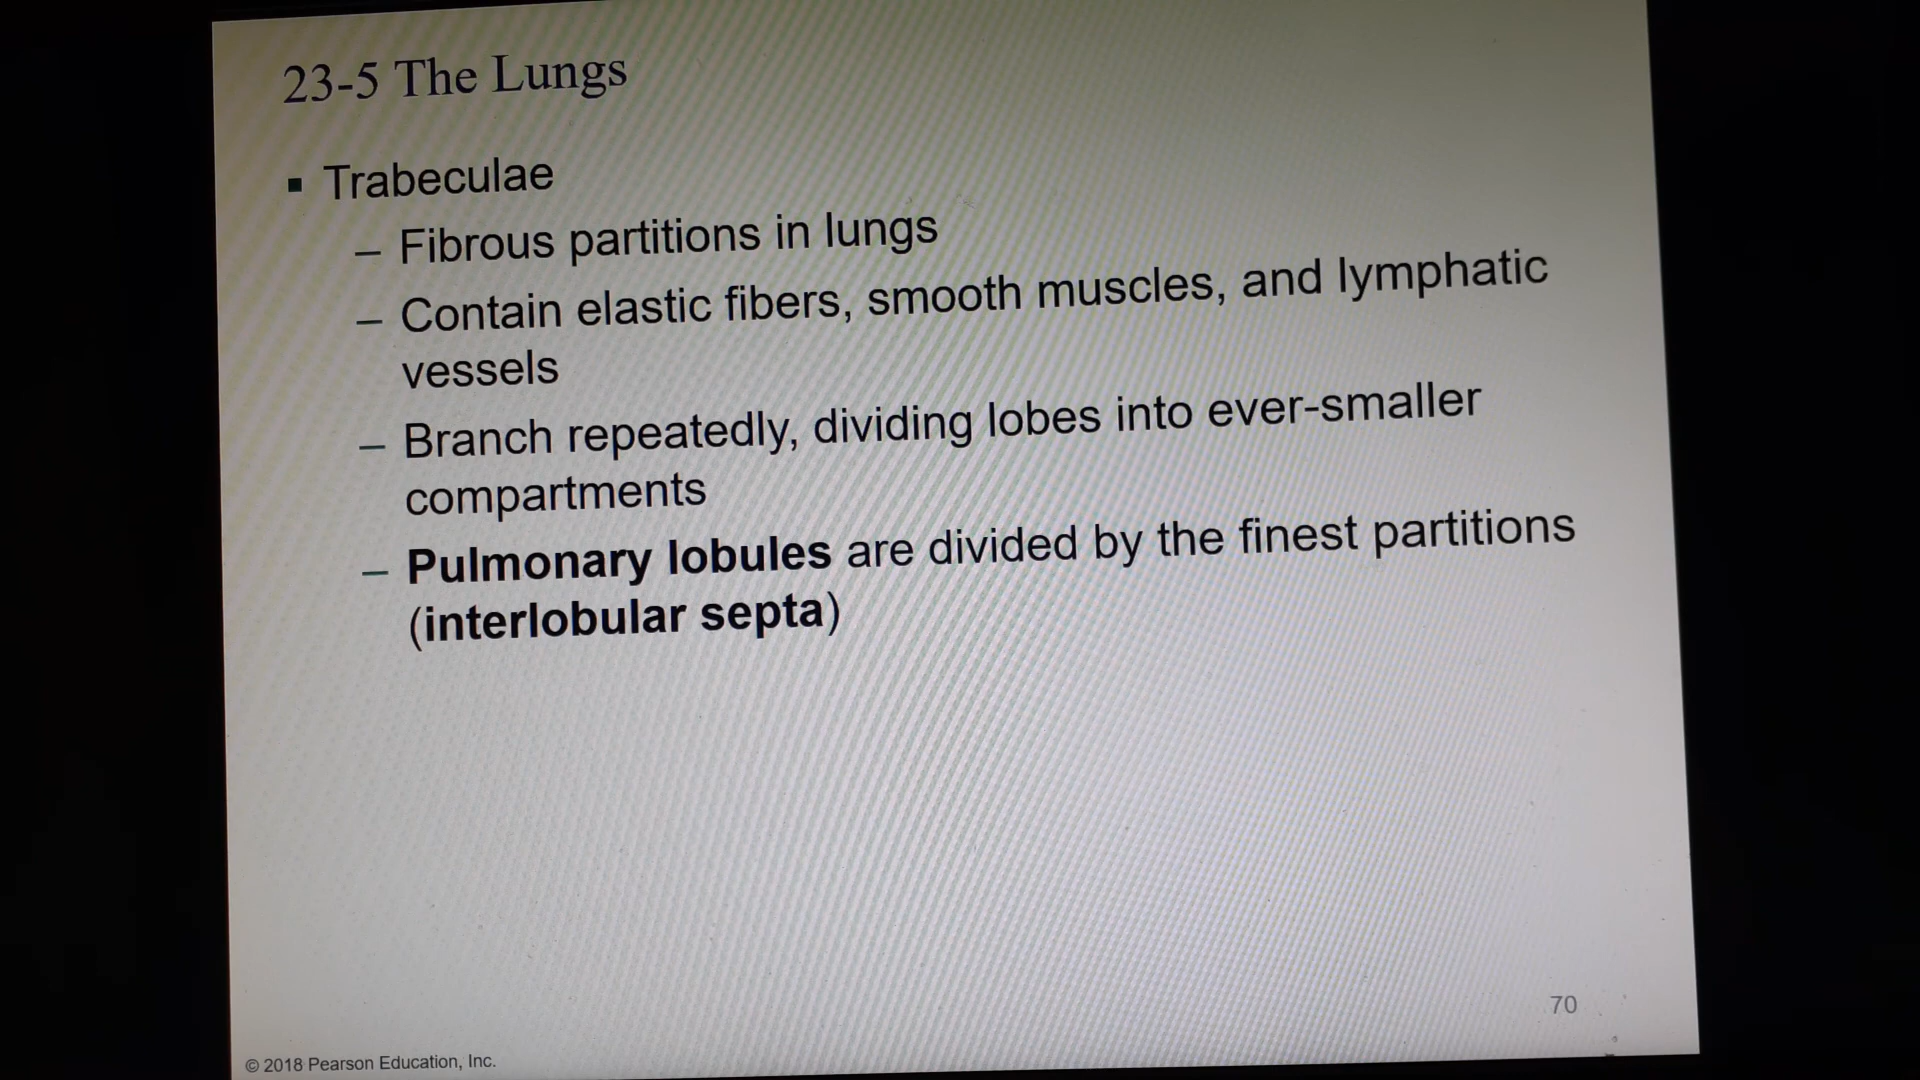 23-5 The Lungs
▪ Trabeculae
– Fibrous partitions in lungs
– Contain elastic fibers, smooth muscles, and lymphatic
vessels
– Branch repeatedly, dividing lobes into ever-smaller
compartments
– Pulmonary lobules are divided by the finest partitions
(interlobular septa)
70
© 2018 Pearson Education, Inc.